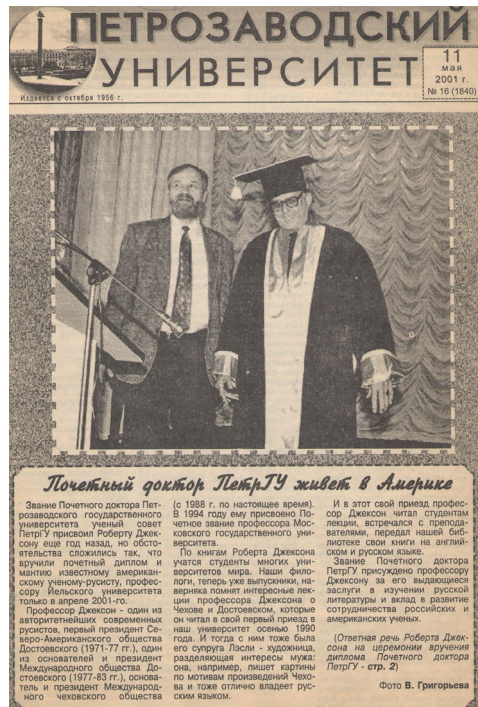 ПЕТРОЗАВОДСКИЙ
УНИВЕРСИТЕТ
11
мая
2001 г.
№ 16 (1840)
Издается с октября 1956 г.
Почетный доктор ПетрГУ живет в Америке
Звание Почетного доктора Пет-
розаводского государственного
университета ученый совет
ПетрГУ присвоил Роберту Джек-
сону еще год назад, но обсто-
ятельства сложились так, что
вручили почетный диплом и
мантию известному американ-
скому ученому-русисту, профес-
сору Йельского университета
только в апреле 2001-го.
Профессор Джексон - один из
авторитетнейших современных
русистов, первый президент Се-
веро-Американского общества
Достоевского (1971-77 гг.), один
из основателей и президент
Международного общества До-
стоевского (1977-83 гг.), основа-
тель и президент Международ-
ного чеховского общества
(с 1988 г. по настоящее время).
В 1994 году ему присвоено По-
четное звание профессора Мос-
ковского государственного уни-
верситета.
По книгам Роберта Джексона
учатся студенты многих уни-
верситетов мира. Наши фило-
логи, теперь уже выпускники, на-
верняка помнят интересные лек-
ции профессора Джексона о
Чехове и Достоевском, которые
он читал в свой первый приезд в
наш университет осенью 1990
года. И тогда с ним тоже была
его супруга Лэсли - художница,
разделяющая интересы мужа:
она, например, пишет картины
по мотивам произведений Чехо-
ва и тоже отлично владеет рус-
ским языком.
И в этот свой приезд профес-
сор Джексон читал студентам
лекции, встречался с препода-
вателями, передал нашей биб-
лиотеке свои книги на англий-
ском и русском языке.
Звание Почетного доктора
ПетрГУ присуждено профессору
Джексону за его выдающиеся
заслуги в изучении русской
литературы и вклад в развитие
сотрудничества российских и
американских ученых.
(Ответная речь Роберта Джек-
сона на церемонии вручения
диплома Почетного доктора
ПетрГУ - стр. 2)
Фото В. Григорьева